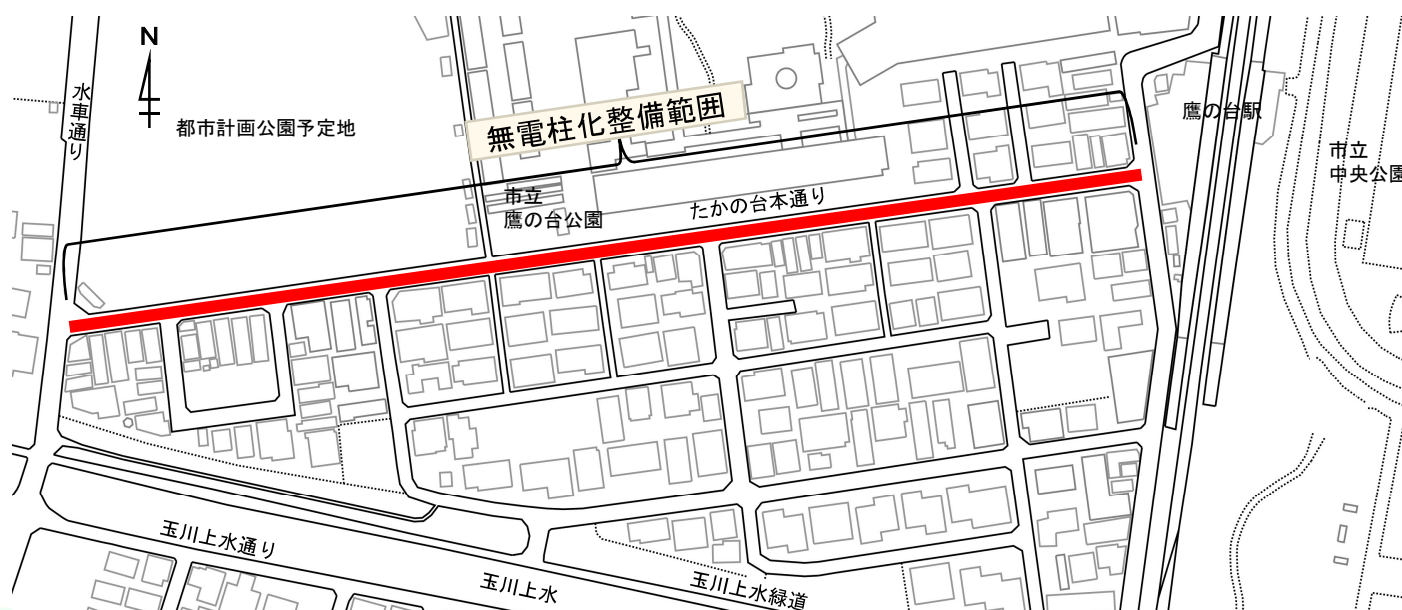 N
水車通り
都市計画公園予定地
無電柱化整備範囲
鷹の台駅
市立
中央公園
市立
鷹の台公園
たかの台本通り
玉川上水通り
玉川上水
玉川上水緑道